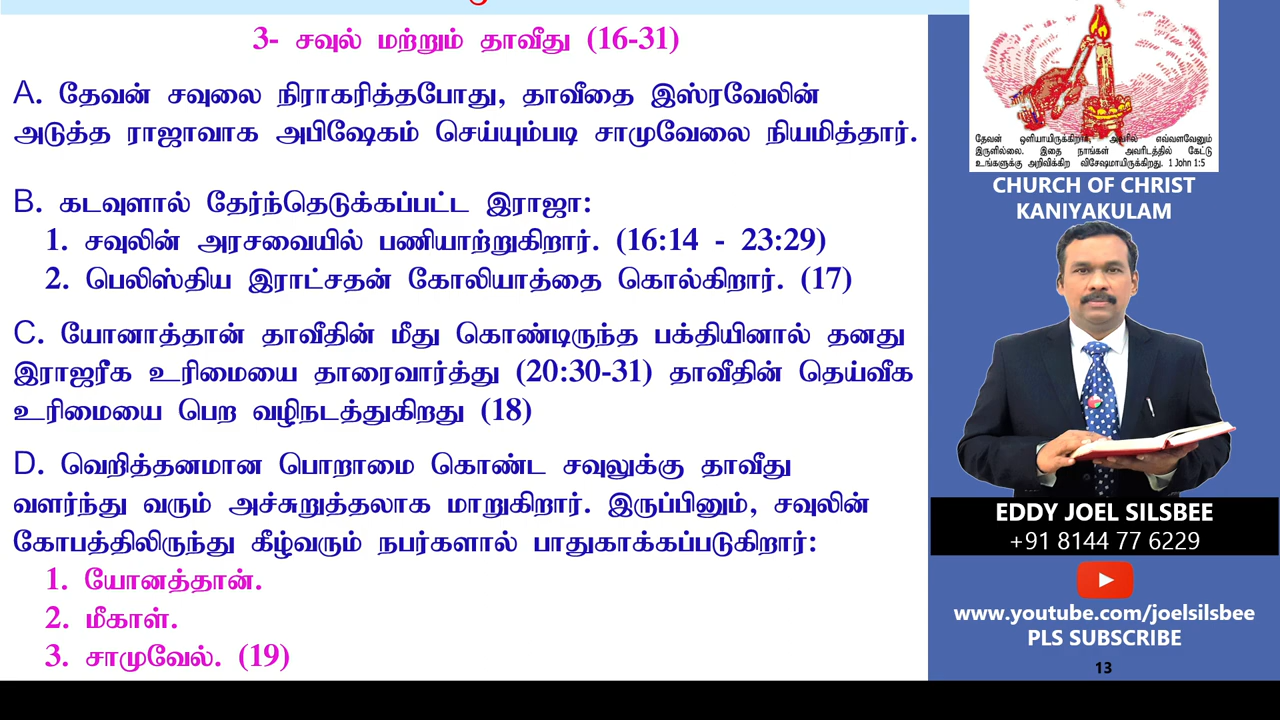 3- சவுல் மற்றும் தாவீது (16-31)
A. தேவன் சவுலை நிராகரித்தபோது, தாவீதை இஸ்ரவேலின்
அடுத்த ராஜாவாக அபிஷேகம் செய்யும்படி சாமுவேலை நியமித்தார்.
B. கடவுளால் தேர்ந்தெடுக்கப்பட்ட இராஜா:
1. சவுலின் அரசவையில் பணியாற்றுகிறார். (16:14 - 23:29)
2. பெலிஸ்திய இராட்சதன் கோலியாத்தை கொல்கிறார். (17)
C. யோனாத்தான் தாவீதின் மீது கொண்டிருந்த பக்தியினால் தனது
இராஜரீக உரிமையை தாரைவார்த்து (20:30-31) தாவீதின் தெய்வீக
உரிமையை பெற வழிநடத்துகிறது (18)
D. வெறித்தனமான பொறாமை கொண்ட சவுலுக்கு தாவீது
வளர்ந்து வரும் அச்சுறுத்தலாக மாறுகிறார். இருப்பினும், சவுலின்
கோபத்திலிருந்து கீழ்வரும் நபர்களால் பாதுகாக்கப்படுகிறார்:
1. யோனத்தான்.
2. மீகாள்.
3. சாமுவேல். (19)
தேவன் ஒளியாயிருக்கிறார், அவரில் எவ்வளவேனும்
இருளில்லை. இதை நாங்கள் அவரிடத்தில் கேட்டு
உங்களுக்கு அறிவிக்கிற விசேஷமாயிருக்கிறது. 1 John 1:5
CHURCH OF CHRIST
KANIYAKULAM
EDDY JOEL SILSBEE
+91 8144 77 6229
www.youtube.com/joelsilsbee
PLS SUBSCRIBE
13